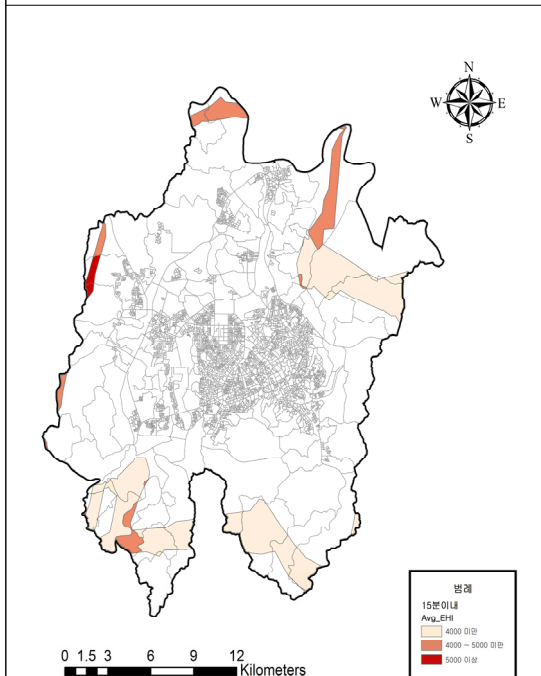 N
W E
S
범례
15분이내
Avg_EHI
4000 미만
4000 ~ 5000 미만
5000 이상
0 1.5 3 6 9 12
Kilometers